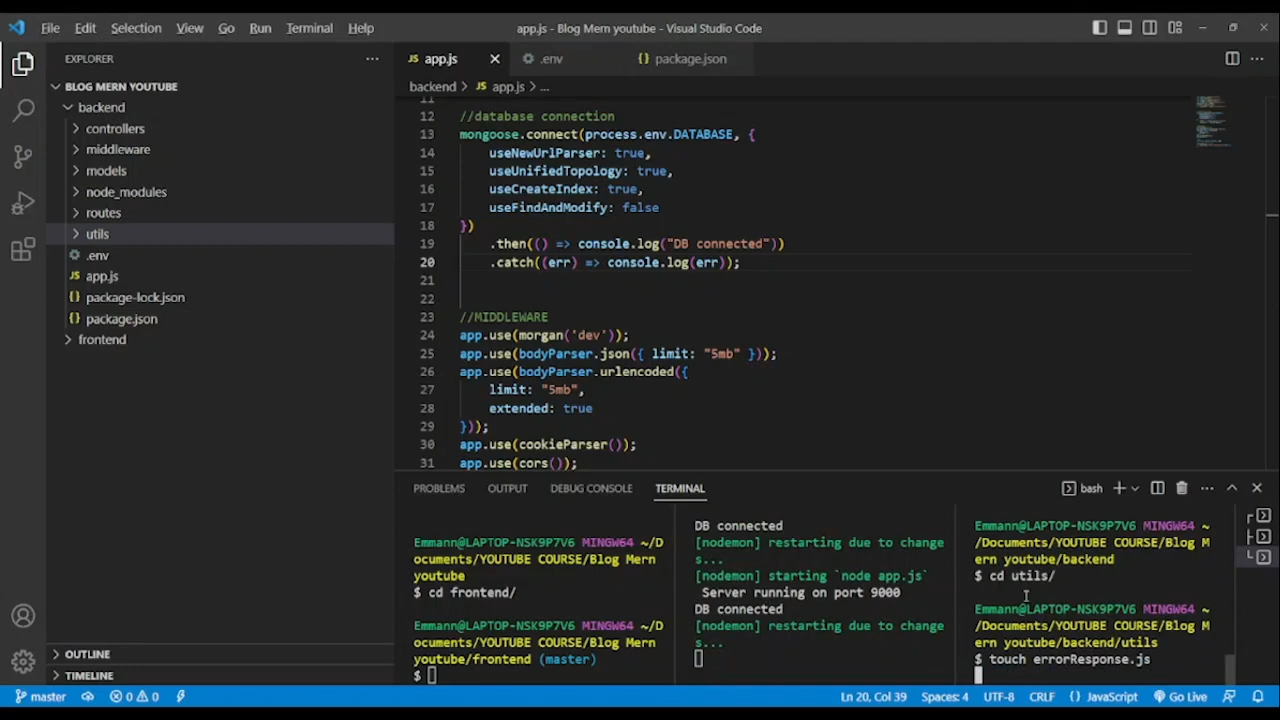 File Edit Selection View Go Run Terminal Help
app.js - Blog Mern youtube - Visual Studio Code
EXPLORER
BLOG MERN YOUTUBE
backend
controllers
middleware
models
node_modules
routes
utils
.env
app.js
package-lock.json
package.json
frontend
OUTLINE
TIMELINE
JS app.js
.env
{} package.json
backend > JS app.js > ...
11
12 //database connection
13 mongoose.connect(process.env.DATABASE, {
14 useNewUrlParser: true,
15 useUnifiedTopology: true,
16 useCreateIndex: true,
17 useFindAndModify: false
18 })
19 .then(() => console.log("DB connected"))
20 .catch((err) => console.log(err));
21
22
23 //MIDDLEWARE
24 app.use(morgan('dev'));
25 app.use(bodyParser.json({ limit: "5mb" }));
26 app.use(bodyParser.urlencoded({
27 limit: "5mb",
28 extended: true
29 }));
30 app.use(cookieParser());
31 app.use(cors());
PROBLEMS OUTPUT DEBUG CONSOLE TERMINAL
bash
Emmann@LAPTOP-NSK9P7V6 MINGW64 ~/D
ocuments/YOUTUBE COURSE/Blog Mern
youtube
$ cd frontend/
Emmann@LAPTOP-NSK9P7V6 MINGW64 ~/D
ocuments/YOUTUBE COURSE/Blog Mern
youtube/frontend (master)
$
DB connected
[nodemon] restarting due to change
s...
[nodemon] starting `node app.js`
Server running on port 9000
DB connected
[nodemon] restarting due to change
s...
Emmann@LAPTOP-NSK9P7V6 MINGW64 ~
/Documents/YOUTUBE COURSE/Blog M
ern youtube/backend
$ cd utils/
Emmann@LAPTOP-NSK9P7V6 MINGW64 ~
/Documents/YOUTUBE COURSE/Blog M
ern youtube/backend/utils
$ touch errorResponse.js
master 0 0 Ln 20, Col 39 Spaces: 4 UTF-8 CRLF {} JavaScript Go Live